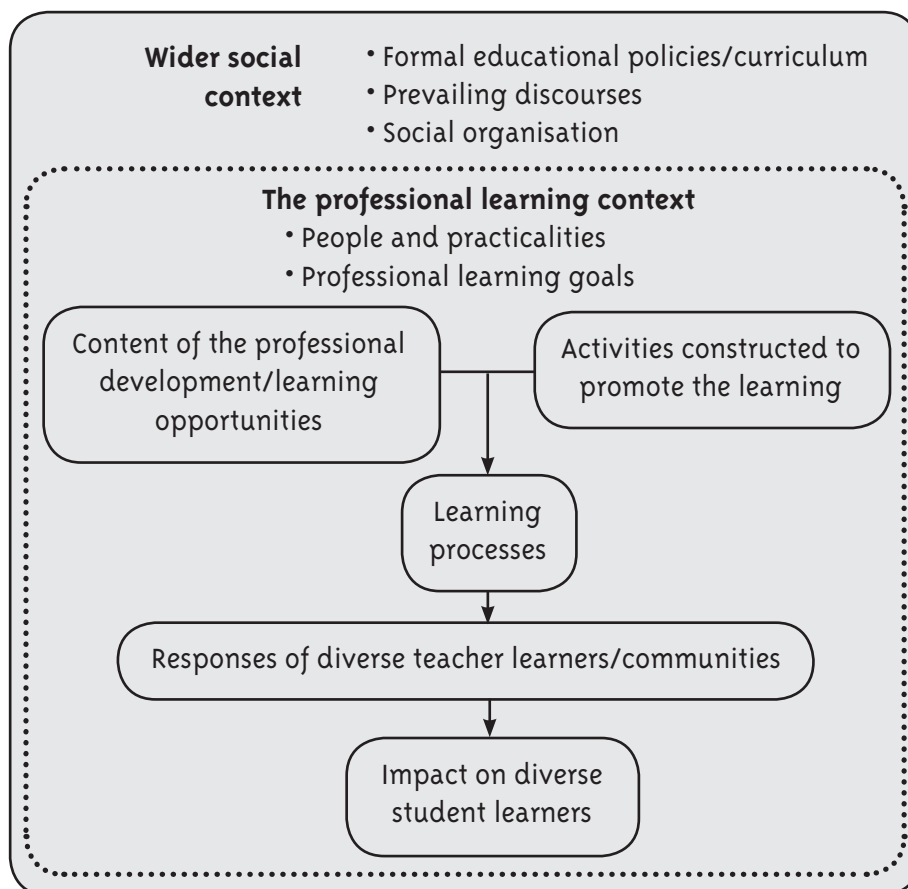 Wider social
context
• Formal educational policies/curriculum
• Prevailing discourses
• Social organisation
The professional learning context
• People and practicalities
• Professional learning goals
Content of the professional
development/learning
opportunities
Activities constructed to
promote the learning
Learning
processes
Responses of diverse teacher learners/communities
Impact on diverse
student learners